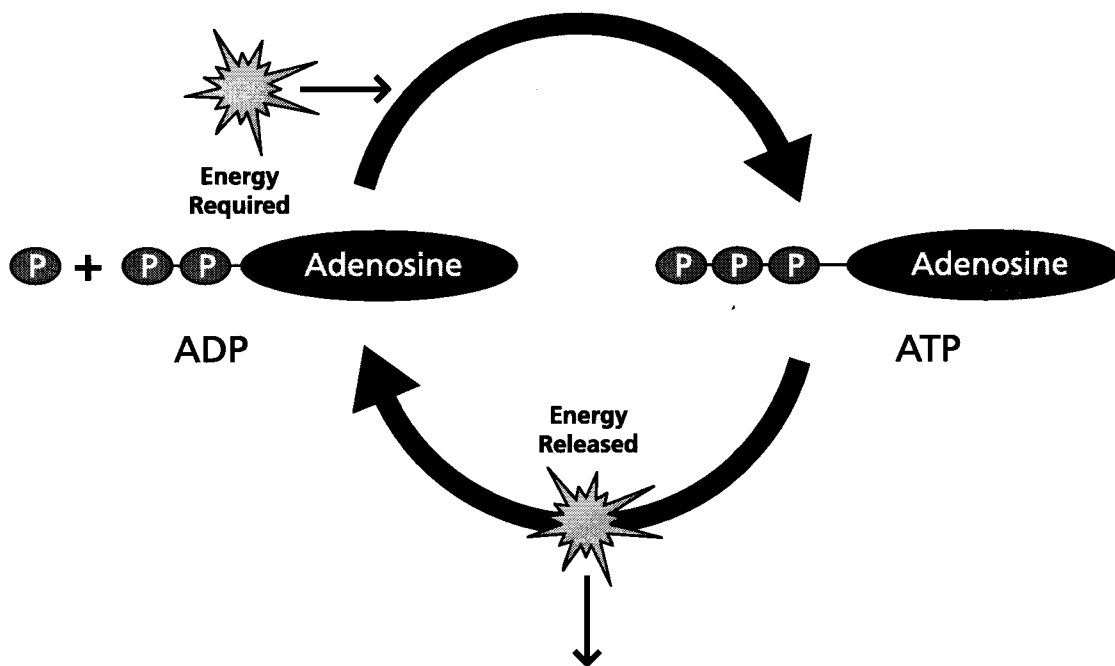 Energy
Required
P + P P Adenosine
P P P Adenosine
ADP
ATP
Energy
Released